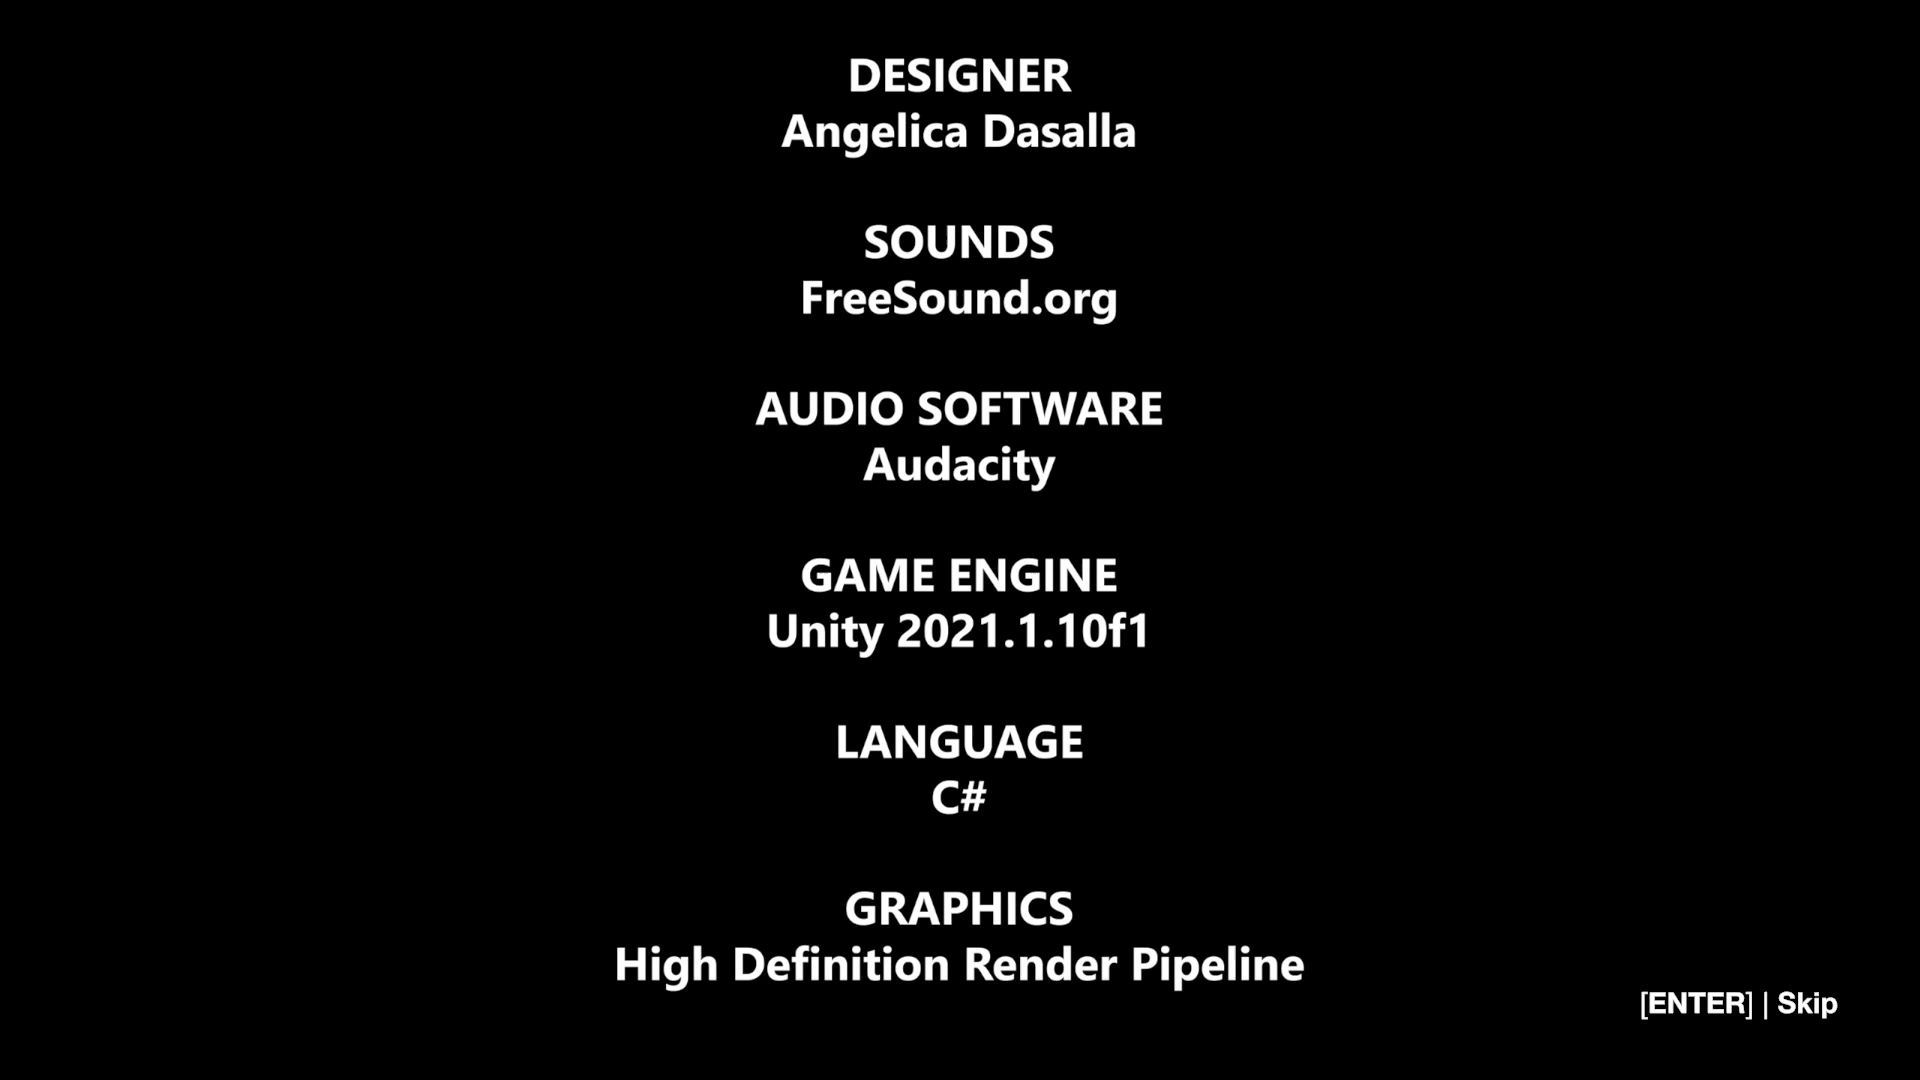 DESIGNER
Angelica Dasalla
SOUNDS
FreeSound.org
AUDIO SOFTWARE
Audacity
GAME ENGINE
Unity 2021.1.10f1
LANGUAGE
C#
GRAPHICS
High Definition Render Pipeline
[ENTER] | Skip